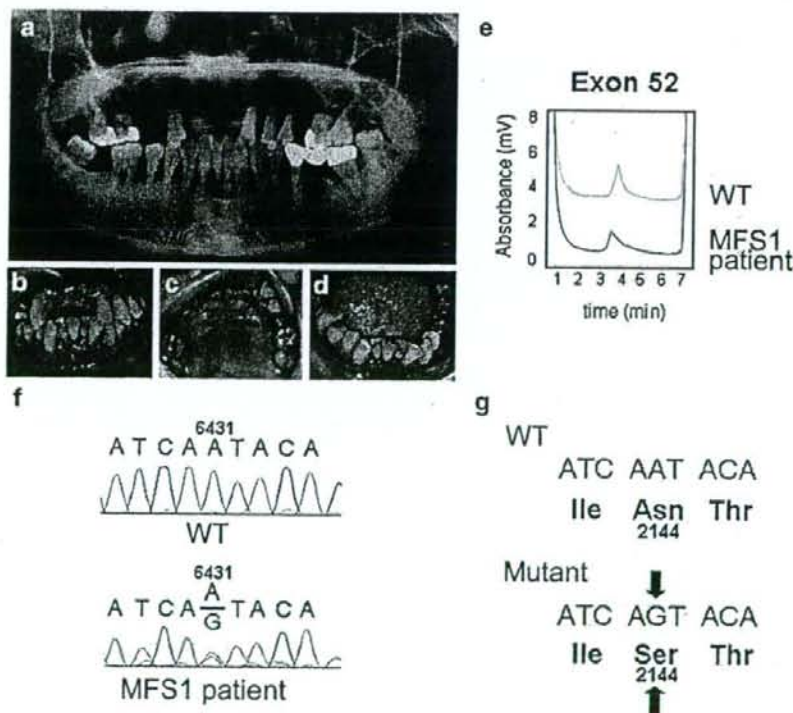 a
b
c
d
e
Exon 52
Absorbance (mV)
8
6
4
2
0
1 2 3 4 5 6 7
time (min)
WT
MFS1
patient
f
6431
A T C A A T A C A
WT
6431
A
A T C A T A C A
G
MFS1 patient
g
WT
ATC AAT ACA
Ile Asn Thr
2144
Mutant
ATC AGT ACA
Ile Ser Thr
2144